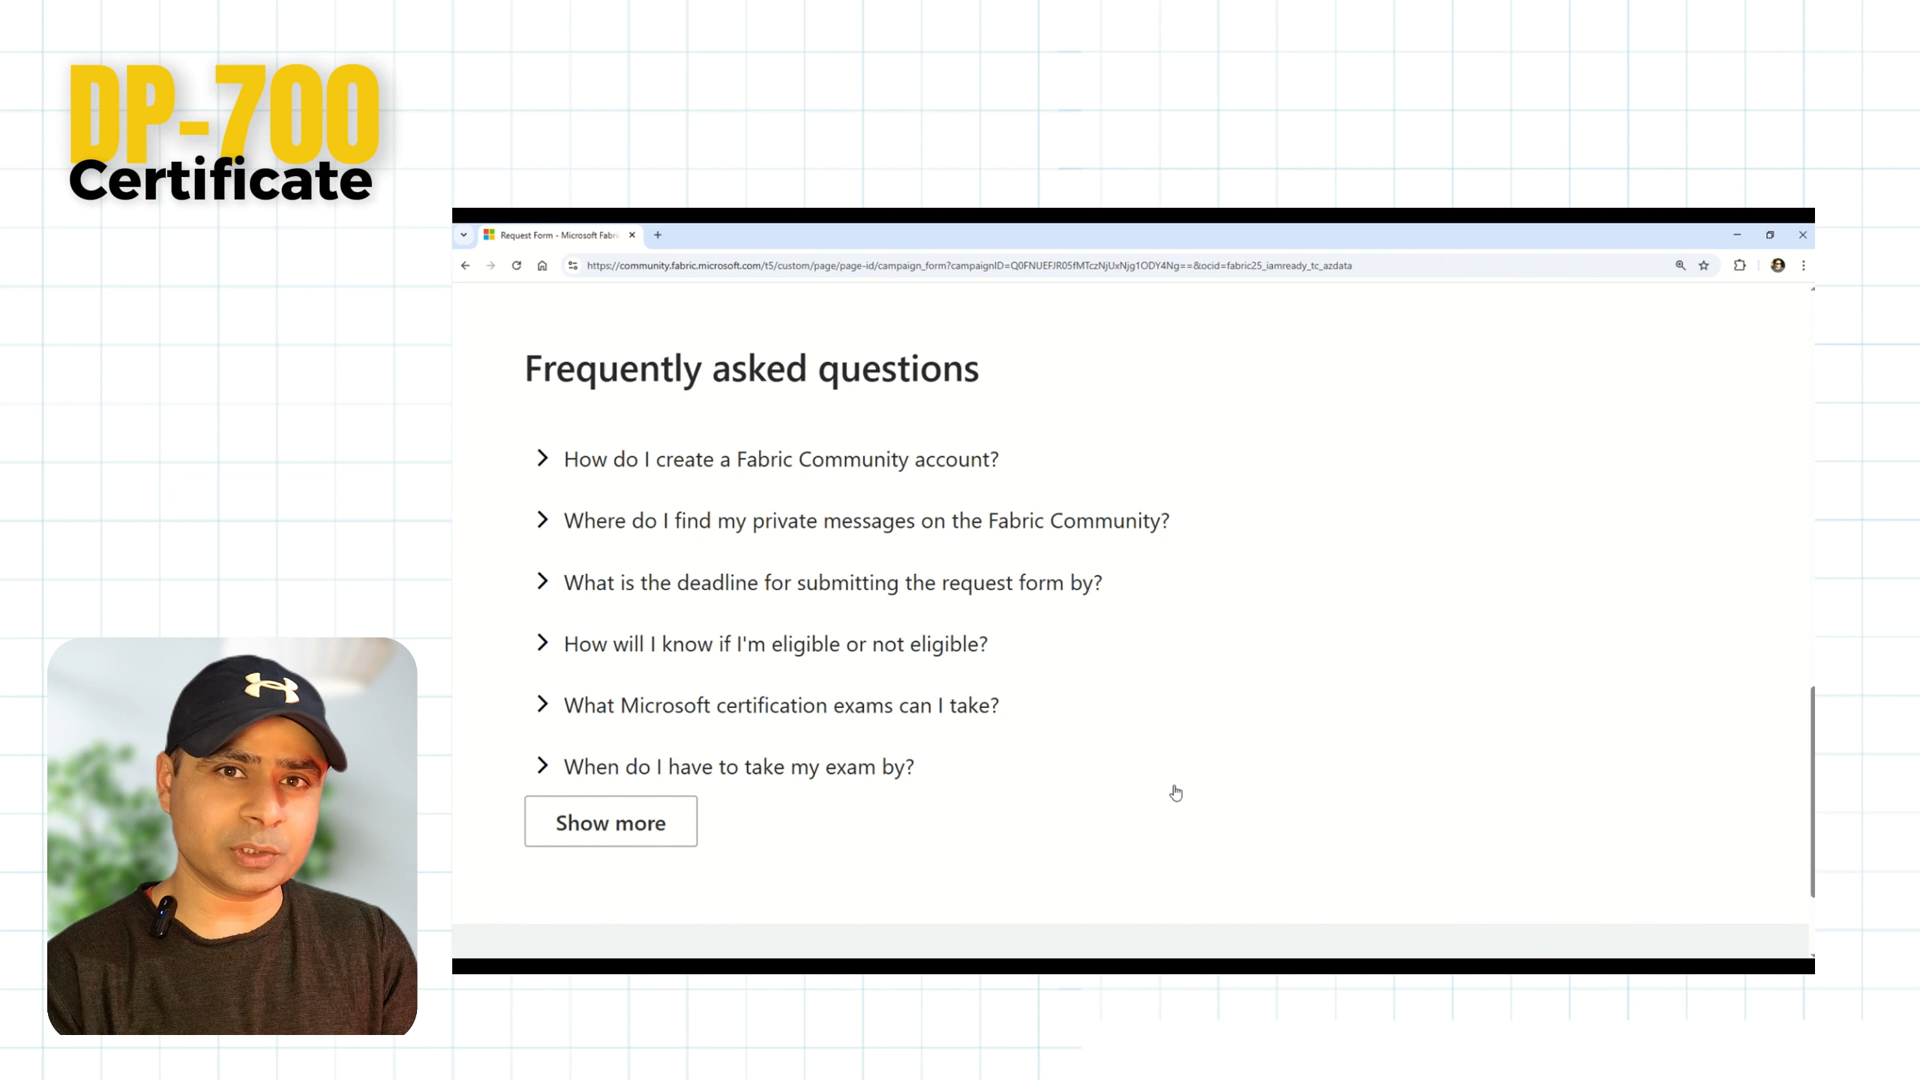 DP-700
Certificate
Request Form - Microsoft Fabri
https://community.fabric.microsoft.com/t5/custom/page/page-id/campaign_form?campaignID=Q0FNUEFJR05fMTczNjUxNjg1ODY4Ng==&ocid=fabric25_iamready_tc_azdata
Frequently asked questions
How do I create a Fabric Community account?
Where do I find my private messages on the Fabric Community?
What is the deadline for submitting the request form by?
How will I know if I'm eligible or not eligible?
What Microsoft certification exams can I take?
When do I have to take my exam by?
Show more